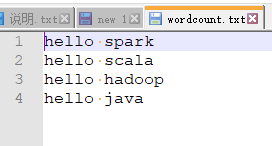 说明.txt new 1 wordcount.txt
1 hello spark
2 hello scala
3 hello hadoop
4 hello java